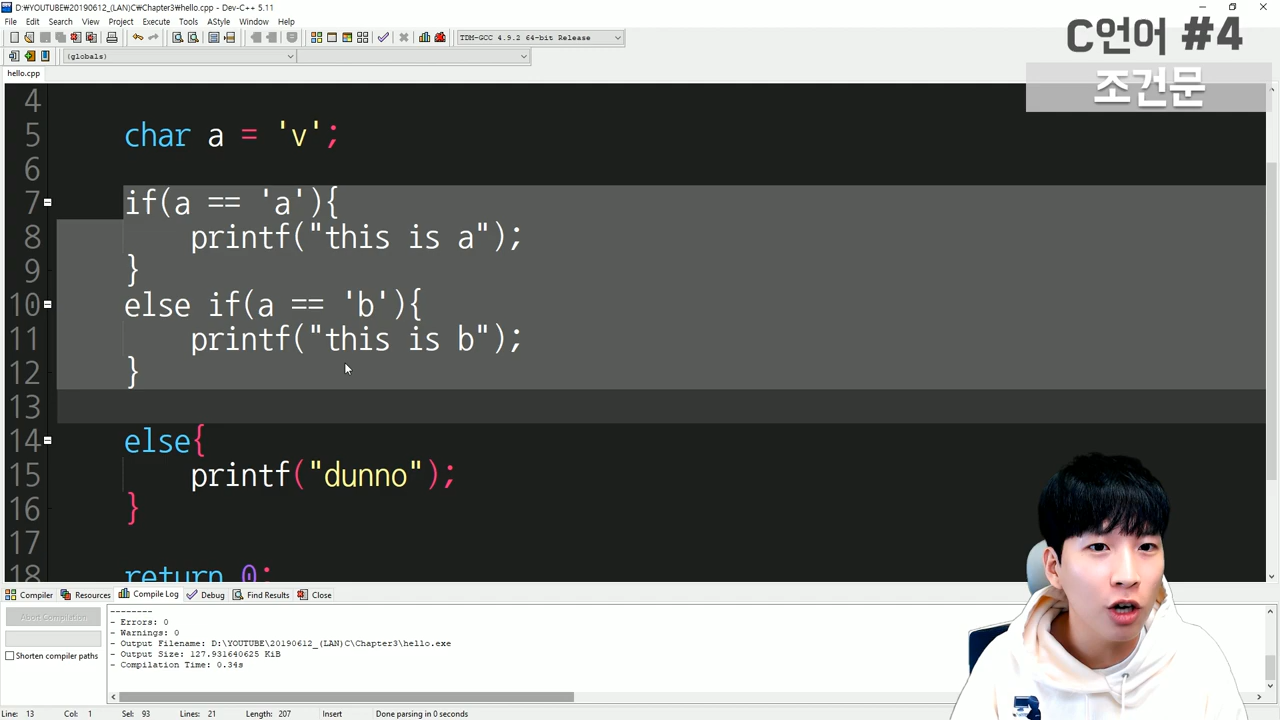 D:\YOUTUBE\20190612_(LAN)C\Chapter3\hello.cpp - Dev-C++ 5.11
File Edit Search View Project Execute Tools AStyle Window Help
TDM-GCC 4.9.2 64-bit Release
(globals)
hello.cpp
C언어 #4
조건문
4
5 char a = 'v';
6
7 if(a == 'a'){
8 printf("this is a");
9 }
10 else if(a == 'b'){
11 printf("this is b");
12 }
13
14 else{
15 printf("dunno");
16 }
17
18 return 0;
Compiler Resources Compile Log Debug Find Results Close
Abort Compilation
Shorten compiler paths
--------
- Errors: 0
- Warnings: 0
- Output Filename: D:\YOUTUBE\20190612_(LAN)C\Chapter3\hello.exe
- Output Size: 127.931640625 KiB
- Compilation Time: 0.34s
Line: 13 Col: 1 Sel: 93 Lines: 21 Length: 207 Insert Done parsing in 0 seconds